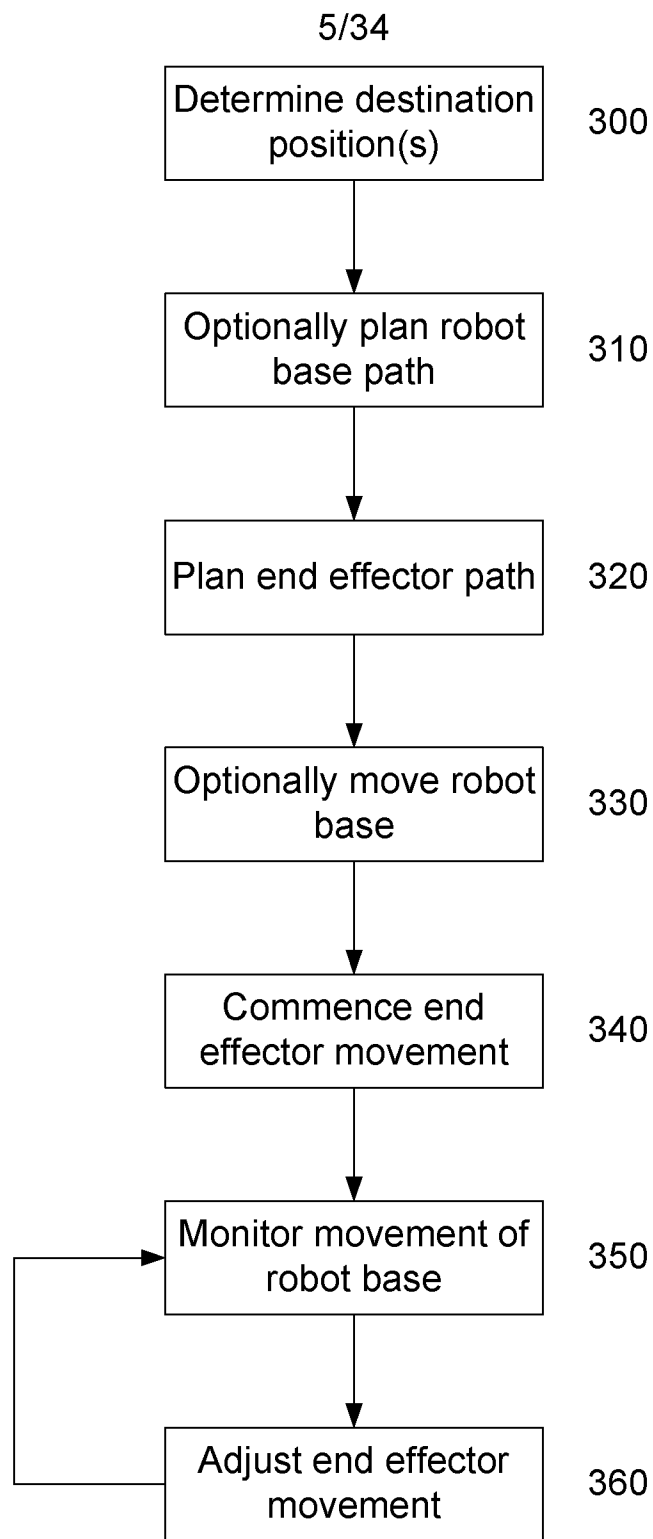 5/34
Determine destination
position(s)
300
Optionally plan robot
base path
310
Plan end effector path
320
Optionally move robot
base
330
Commence end
effector movement
340
Monitor movement of
robot base
350
Adjust end effector
movement
360